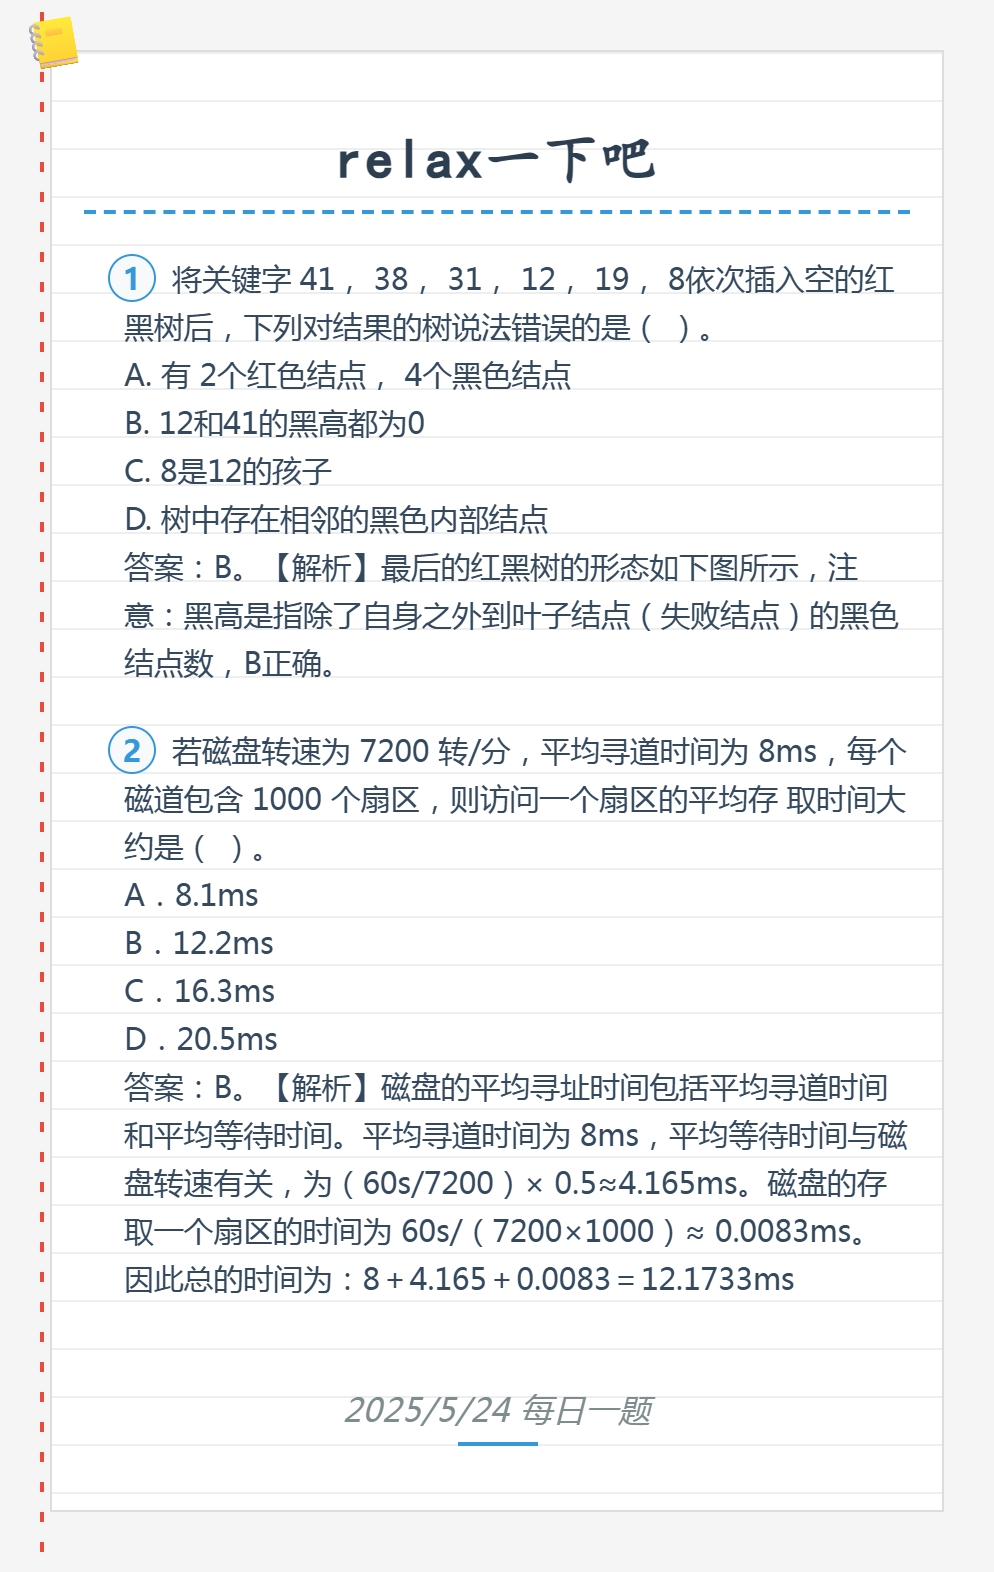 relax一下吧
1 将关键字 41， 38， 31， 12， 19， 8依次插入空的红
黑树后，下列对结果的树说法错误的是（ ）。
A. 有 2个红色结点， 4个黑色结点
B. 12和41的黑高都为0
C. 8是12的孩子
D. 树中存在相邻的黑色内部结点
答案：B。【解析】最后的红黑树的形态如下图所示，注
意：黑高是指除了自身之外到叶子结点（失败结点）的黑色
结点数，B正确。
2 若磁盘转速为 7200 转/分，平均寻道时间为 8ms，每个
磁道包含 1000 个扇区，则访问一个扇区的平均存 取时间大
约是（ ）。
A．8.1ms
B．12.2ms
C．16.3ms
D．20.5ms
答案：B。【解析】磁盘的平均寻址时间包括平均寻道时间
和平均等待时间。平均寻道时间为 8ms，平均等待时间与磁
盘转速有关，为（60s/7200）× 0.5≈4.165ms。磁盘的存
取一个扇区的时间为 60s/（7200×1000）≈ 0.0083ms。
因此总的时间为：8＋4.165＋0.0083＝12.1733ms
2025/5/24 每日一题